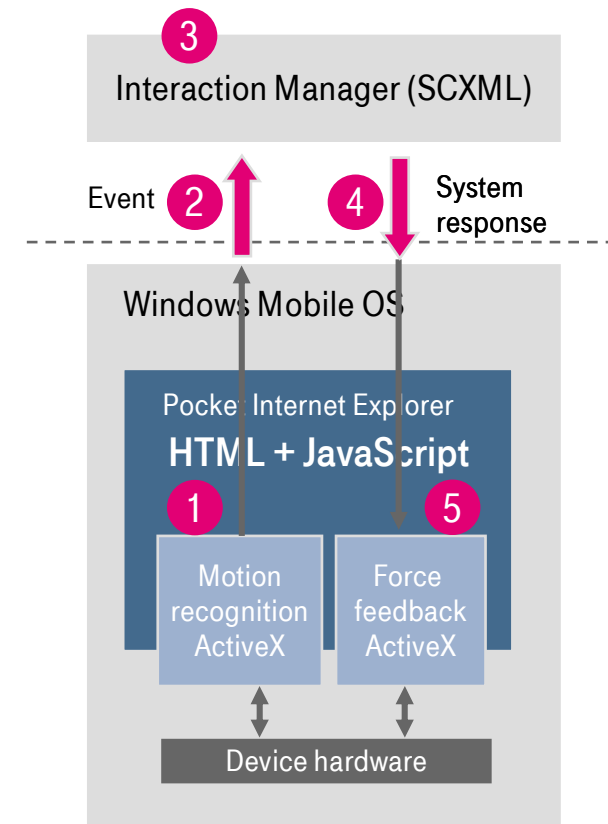 3
Interaction Manager (SCXML)
Event
2
4
System
response
Windows Mobile OS
Pocket Internet Explorer
HTML + JavaScript
1
5
Motion
recognition
ActiveX
Force
feedback
ActiveX
Device hardware